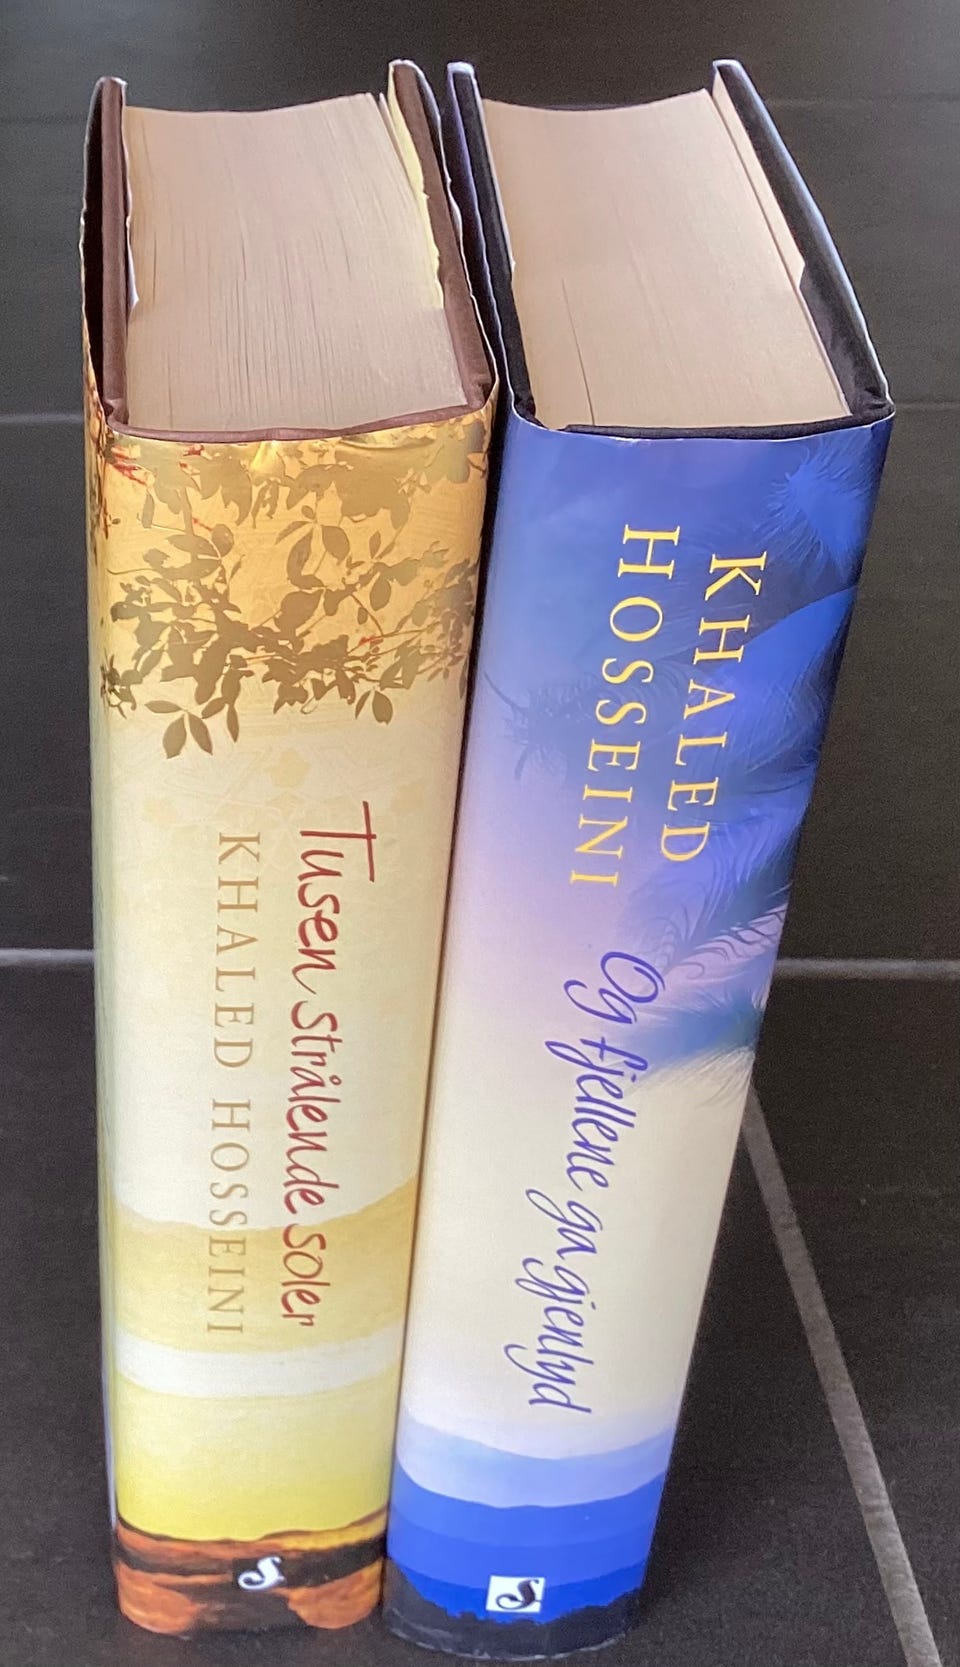 Tusen strålende soler
KHALED HOSSEINI
KHALED
HOSSEINI
Og fjellene ga gjenlyd